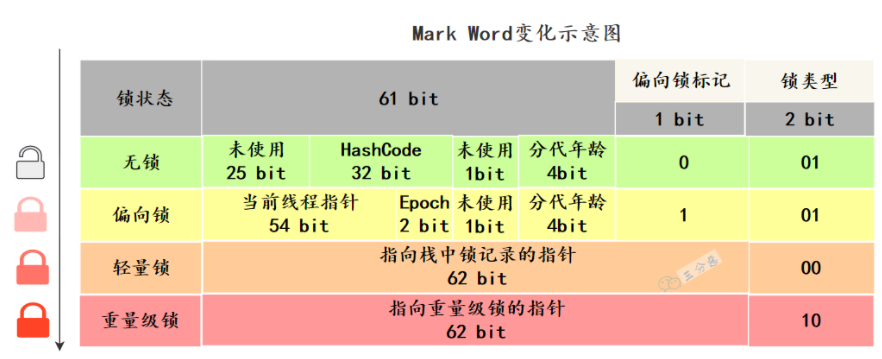 Mark Word变化示意图
锁状态
61 bit
偏向锁标记
锁类型
1 bit
2 bit
无锁
未使用
25 bit
HashCode
32 bit
未使用
1bit
分代年龄
4bit
0
01
偏向锁
当前线程指针
54 bit
Epoch
2 bit
未使用
1bit
分代年龄
4bit
1
01
轻量锁
指向栈中锁记录的指针
62 bit
三分恶
00
重量级锁
指向重量级锁的指针
62 bit
10